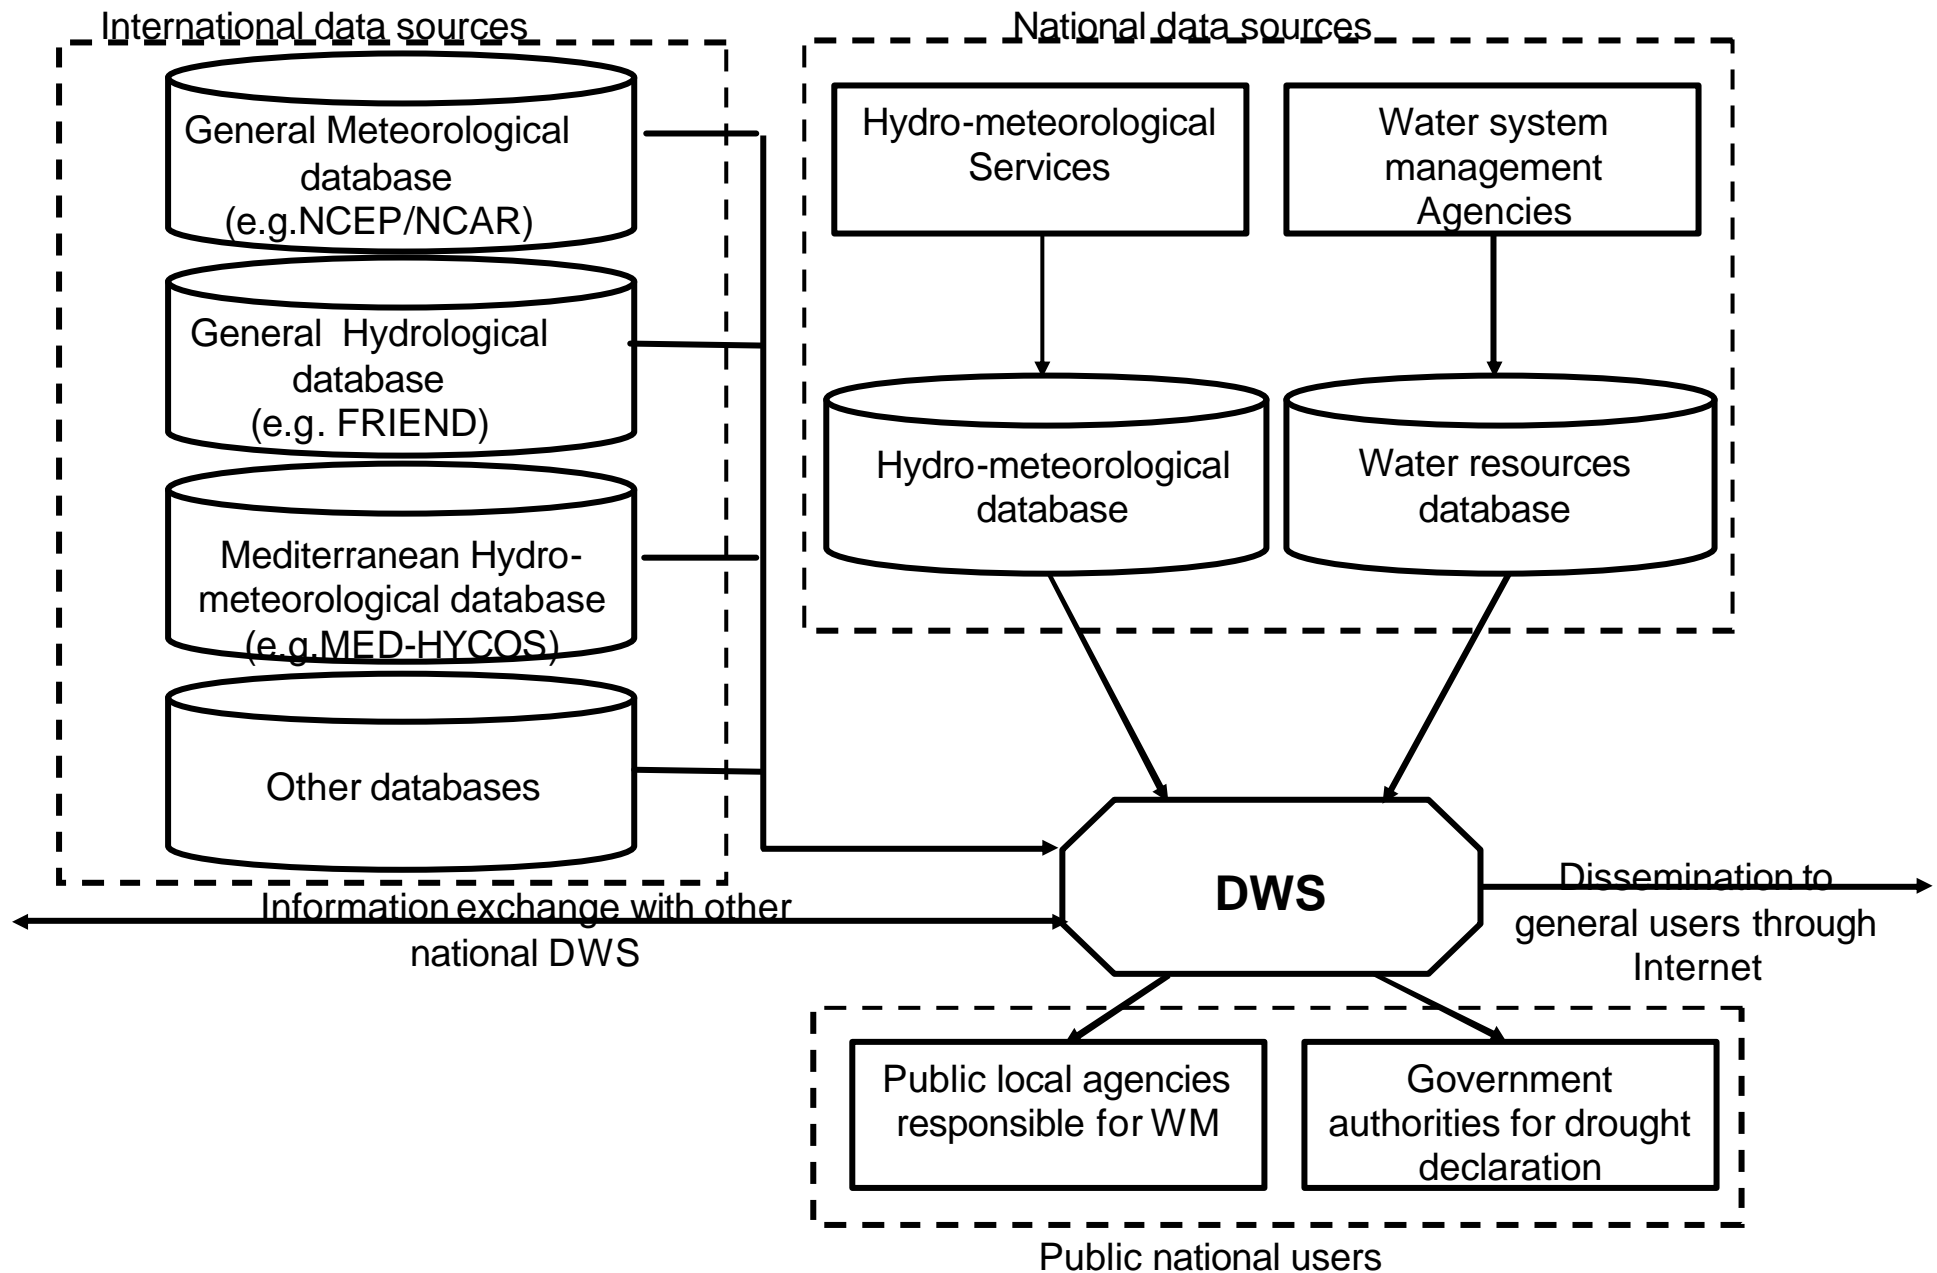 International data sources
General Meteorological
database
(e.g.NCEP/NCAR)
General Hydrological
database
(e.g. FRIEND)
Mediterranean Hydro-
meteorological database
(e.g.MED-HYCOS)
Other databases
National data sources
Hydro-meteorological
Services
Water system
management
Agencies
Hydro-meteorological
database
Water resources
database
DWS
Information exchange with other
national DWS
Dissemination to
general users through
Internet
Public local agencies
responsible for WM
Government
authorities for drought
declaration
Public national users